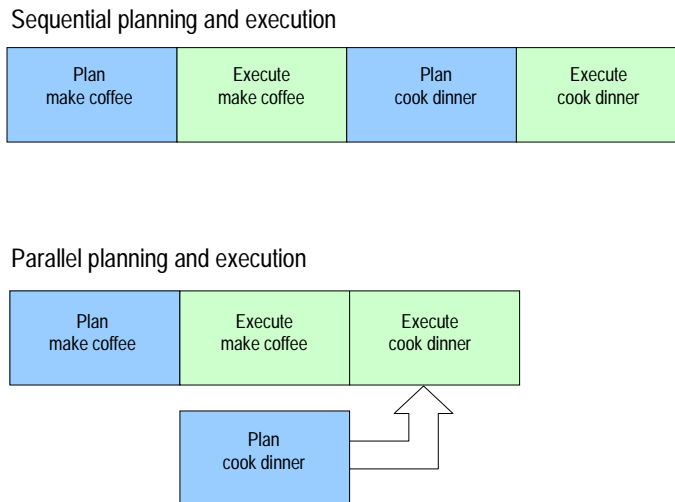 Sequential planning and execution
Plan
make coffee
Execute
make coffee
Plan
cook dinner
Execute
cook dinner
Parallel planning and execution
Plan
make coffee
Execute
make coffee
Execute
cook dinner
Plan
cook dinner